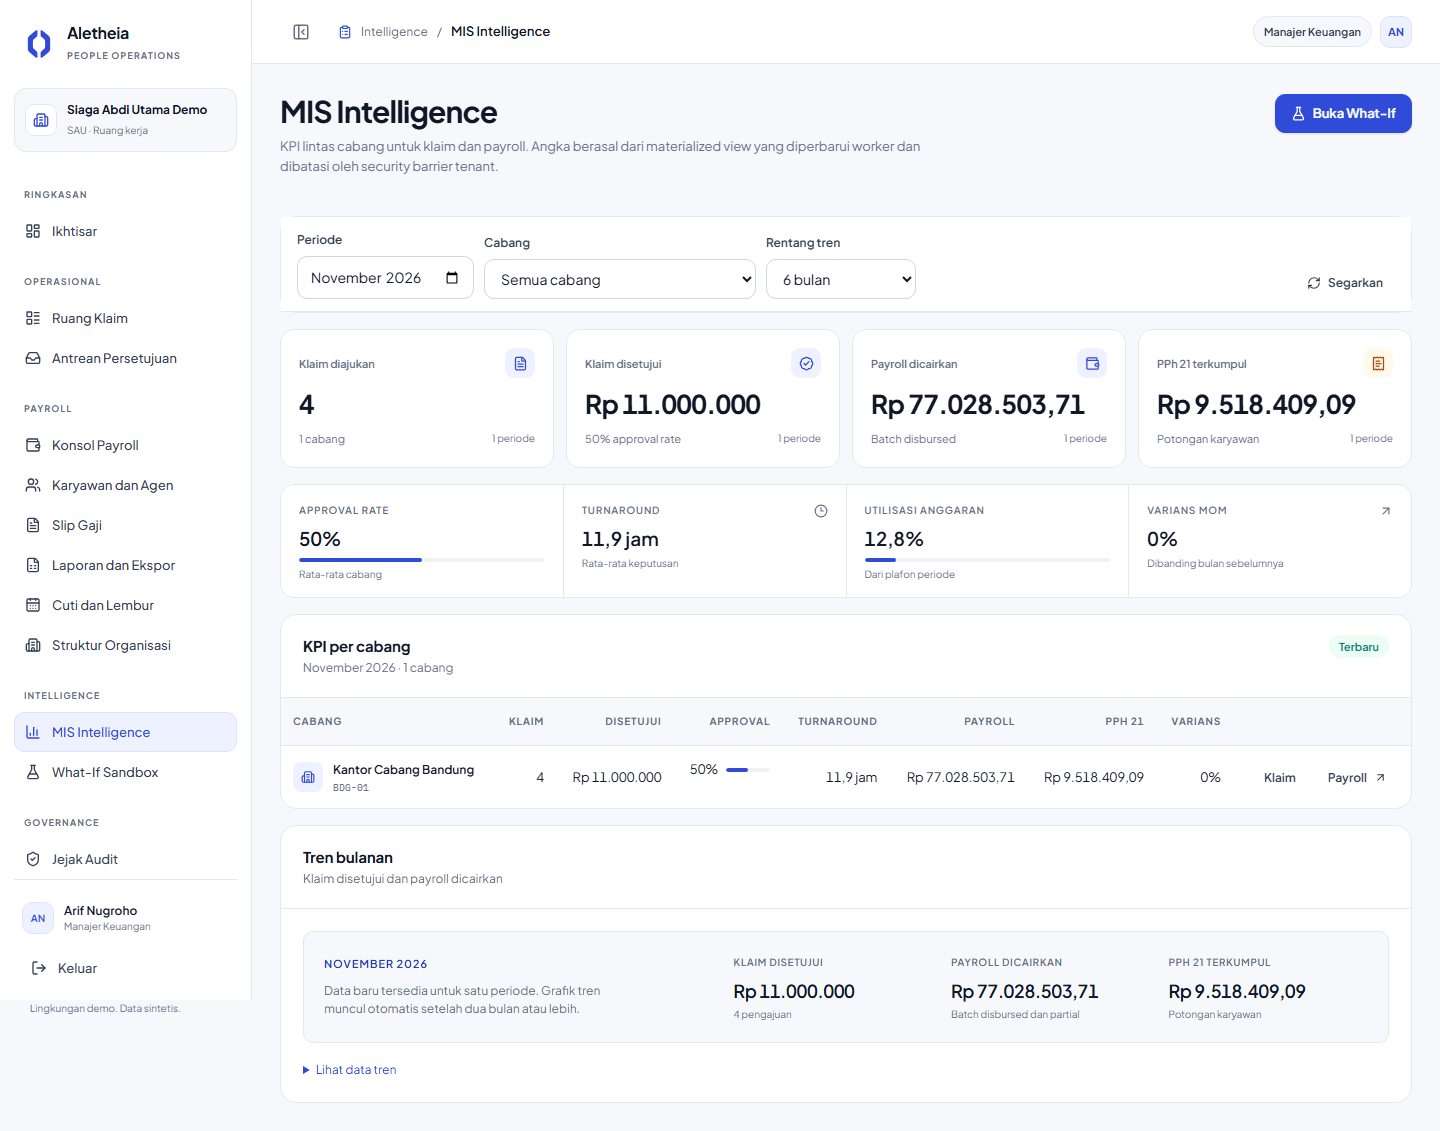 Aletheia
PEOPLE OPERATIONS
Siaga Abdi Utama Demo
SAU · Ruang kerja
RINGKASAN
Ikhtisar
OPERASIONAL
Ruang Klaim
Antrean Persetujuan
PAYROLL
Konsol Payroll
Karyawan dan Agen
Slip Gaji
Laporan dan Ekspor
Cuti dan Lembur
Struktur Organisasi
INTELLIGENCE
MIS Intelligence
What-If Sandbox
GOVERNANCE
Jejak Audit
AN
Arif Nugroho
Manajer Keuangan
Keluar
Lingkungan demo. Data sintetis.
Intelligence / MIS Intelligence
Manajer Keuangan
AN
MIS Intelligence
KPI lintas cabang untuk klaim dan payroll. Angka berasal dari materialized view yang diperbarui worker dan
dibatasi oleh security barrier tenant.
Buka What-If
Periode
November 2026
Cabang
Semua cabang
Rentang tren
6 bulan
Segarkan
Klaim diajukan
4
1 cabang 1 periode
Klaim disetujui
Rp 11.000.000
50% approval rate 1 periode
Payroll dicairkan
Rp 77.028.503,71
Batch disbursed 1 periode
PPh 21 terkumpul
Rp 9.518.409,09
Potongan karyawan 1 periode
APPROVAL RATE
50%
Rata-rata cabang
TURNAROUND
11,9 jam
Rata-rata keputusan
UTILISASI ANGGARAN
12,8%
Dari plafon periode
VARIANS MOM
0%
Dibanding bulan sebelumnya
KPI per cabang
November 2026 · 1 cabang
Terbaru
CABANG KLAIM DISETUJUI APPROVAL TURNAROUND PAYROLL PPH 21 VARIANS
Kantor Cabang Bandung 4 Rp 11.000.000 50% 11,9 jam Rp 77.028.503,71 Rp 9.518.409,09 0% Klaim Payroll
BDG-01
Tren bulanan
Klaim disetujui dan payroll dicairkan
NOVEMBER 2026
Data baru tersedia untuk satu periode. Grafik tren
muncul otomatis setelah dua bulan atau lebih.
KLAIM DISETUJUI
Rp 11.000.000
4 pengajuan
PAYROLL DICAIRKAN
Rp 77.028.503,71
Batch disbursed dan partial
PPH 21 TERKUMPUL
Rp 9.518.409,09
Potongan karyawan
Lihat data tren